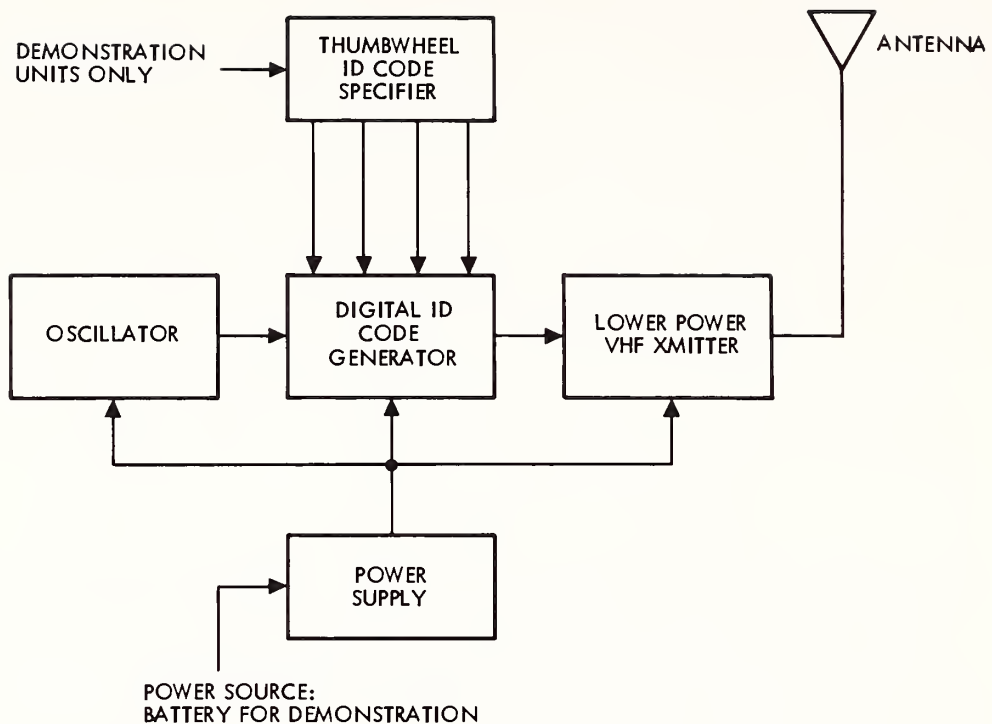 DEMONSTRATION
UNITS ONLY
THUMBWHEEL
ID CODE
SPECIFIER
ANTENNA
OSCILLATOR
DIGITAL ID
CODE
GENERATOR
LOWER POWER
VHF XMITTER
POWER
SUPPLY
POWER SOURCE:
BATTERY FOR DEMONSTRATION